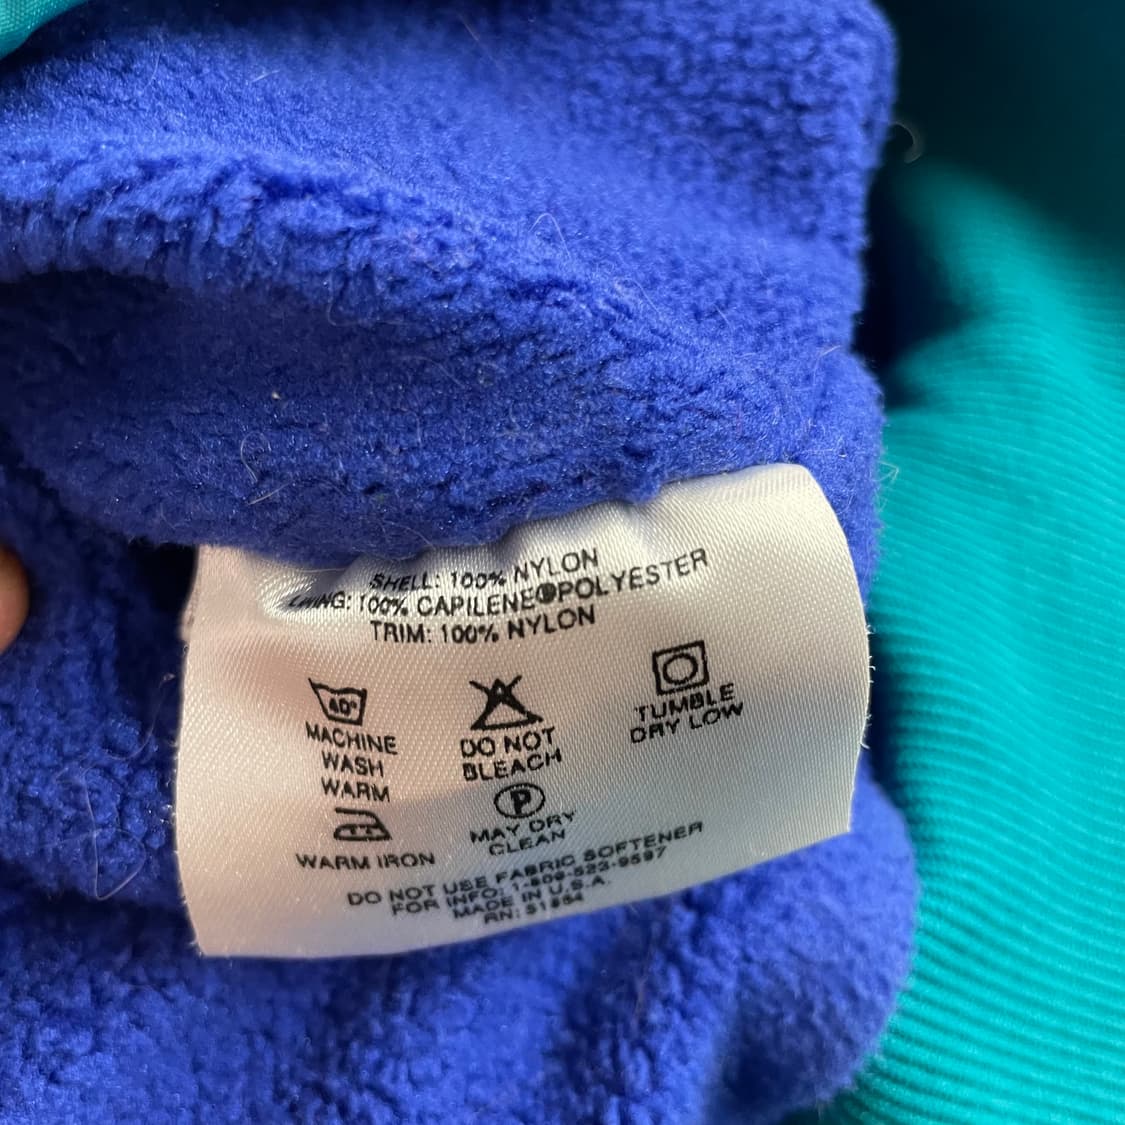 SHELL: 100% NYLON
LINING: 100% CAPILENE® POLYESTER
TRIM: 100% NYLON
40°
MACHINE
WASH
WARM
DO NOT
BLEACH
TUMBLE
DRY LOW
WARM IRON
P
MAY DRY
CLEAN
DO NOT USE FABRIC SOFTENER
FOR INFO: 1-809-523-9597
MADE IN U.S.A.
RN: 51884